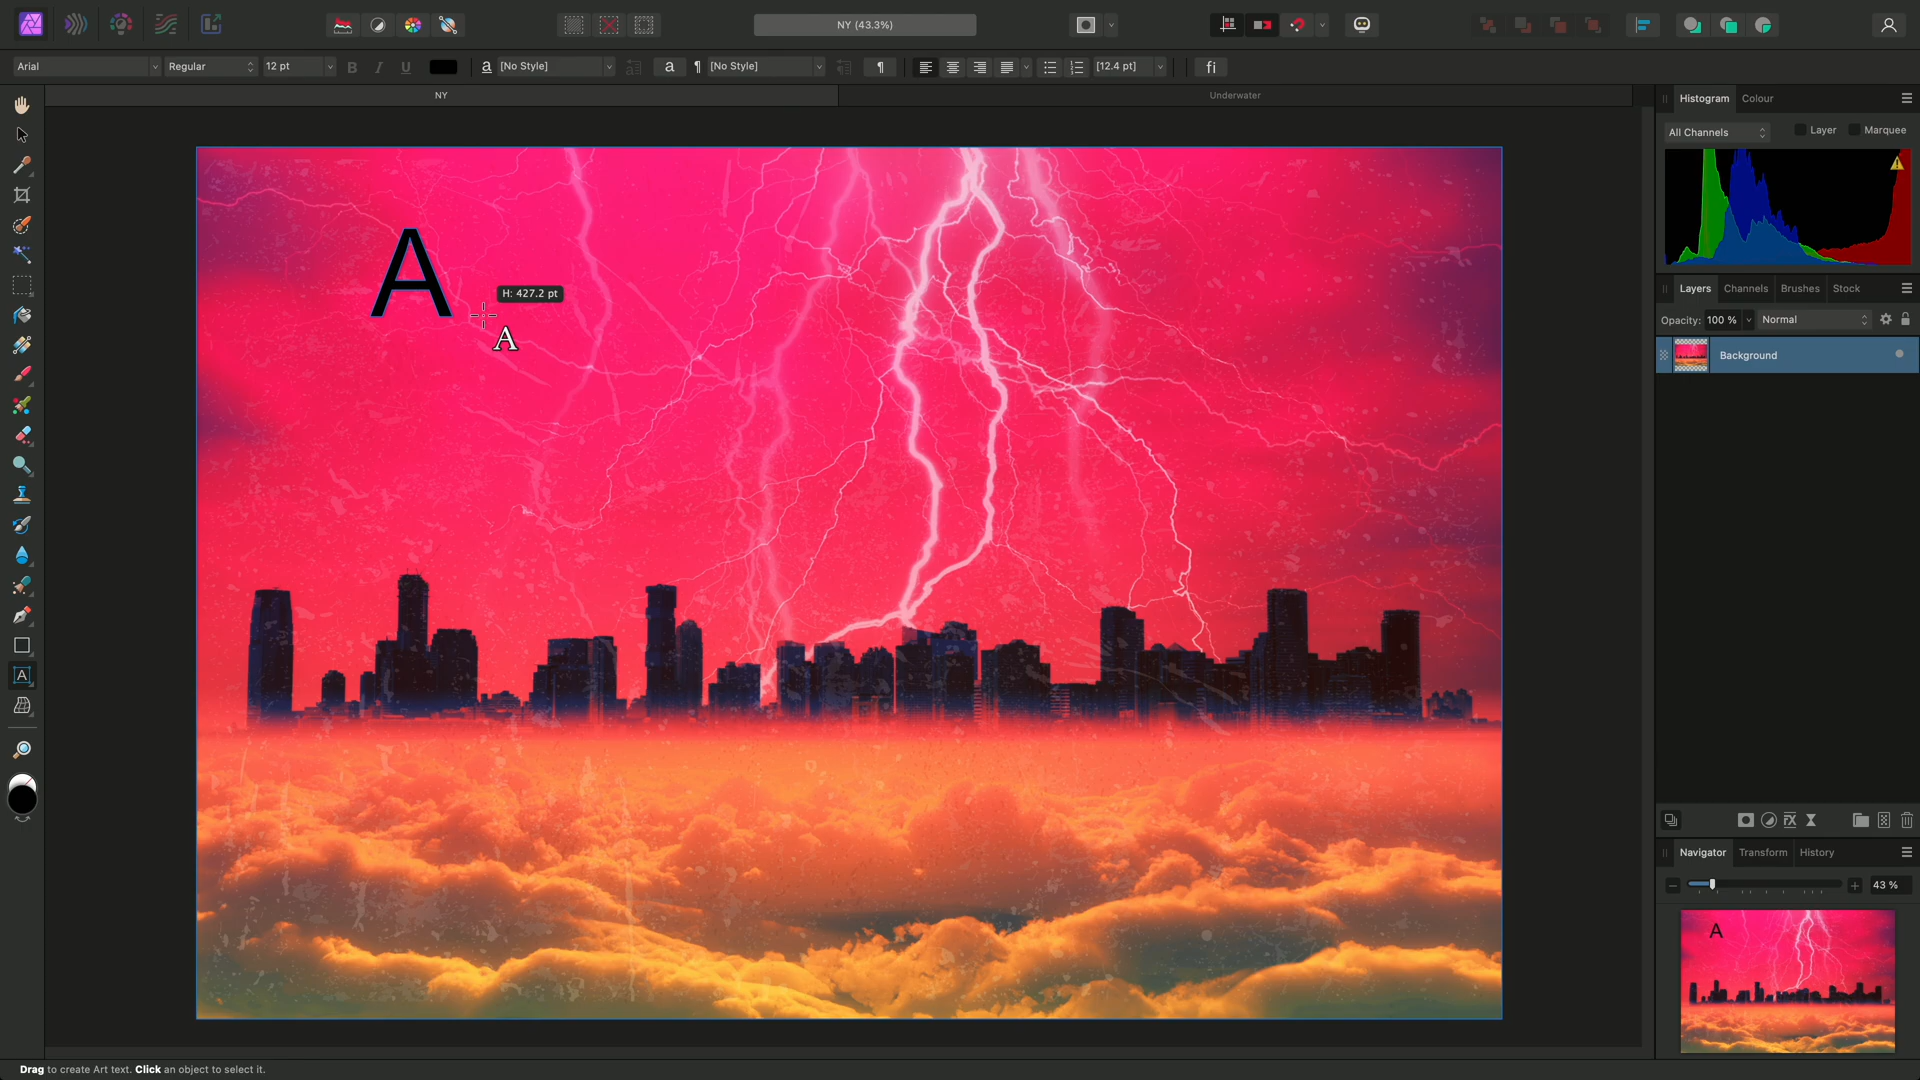 NY (43.3%)
Arial Regular 12 pt B I U a [No Style] a ¶ [No Style] ¶ [12.4 pt] fi
NY Underwater
Histogram Colour
All Channels Layer Marquee
A
H: 427.2 pt
A
Layers Channels Brushes Stock
Opacity: 100 % Normal
Background
A
Navigator Transform History
43 %
A
Drag to create Art text. Click an object to select it.